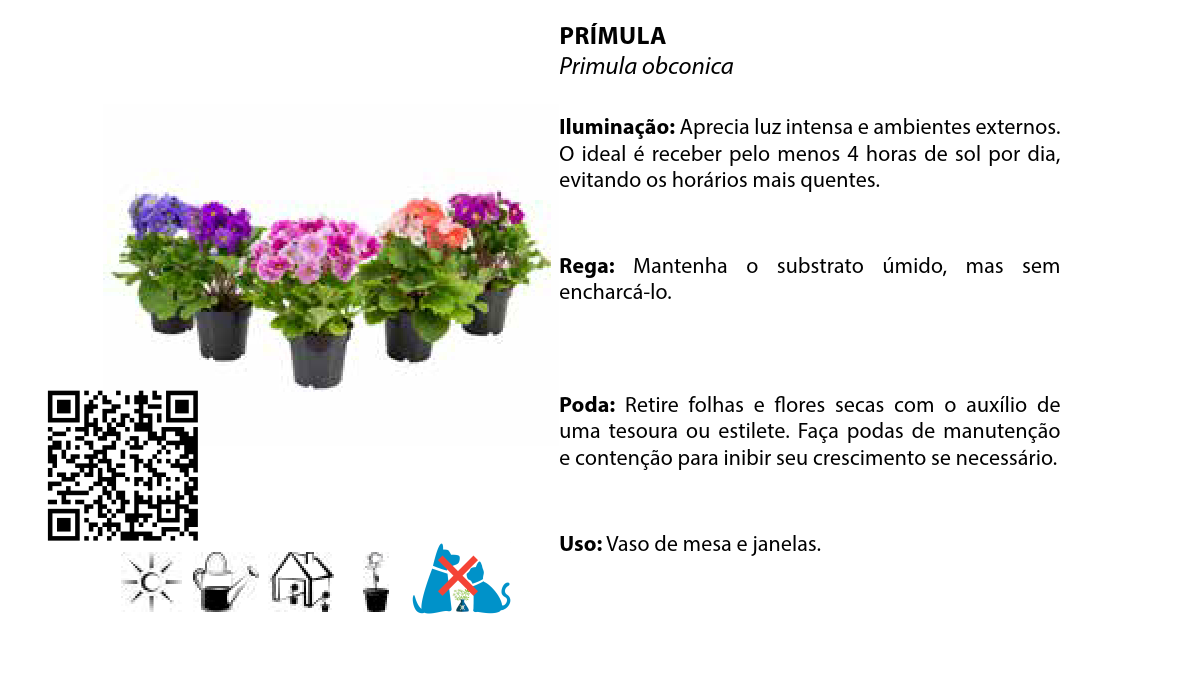 PRÍMULA
Primula obconica
Iluminação: Aprecia luz intensa e ambientes externos.
O ideal é receber pelo menos 4 horas de sol por dia,
evitando os horários mais quentes.
Rega: Mantenha o substrato úmido, mas sem
encharcá-lo.
Poda: Retire folhas e flores secas com o auxílio de
uma tesoura ou estilete. Faça podas de manutenção
e contenção para inibir seu crescimento se necessário.
Uso: Vaso de mesa e janelas.